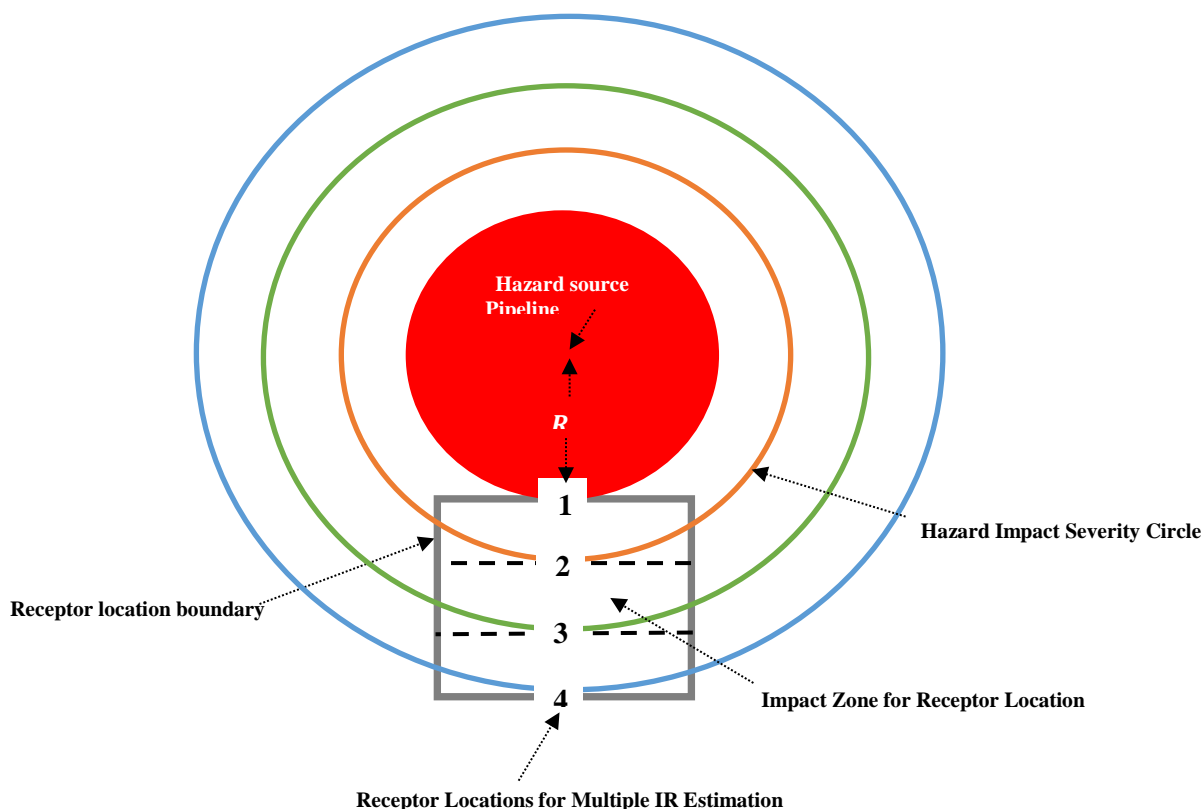 Hazard source
Pipeline
R
1
2
3
4
Hazard Impact Severity Circle
Receptor location boundary
Impact Zone for Receptor Location
Receptor Locations for Multiple IR Estimation